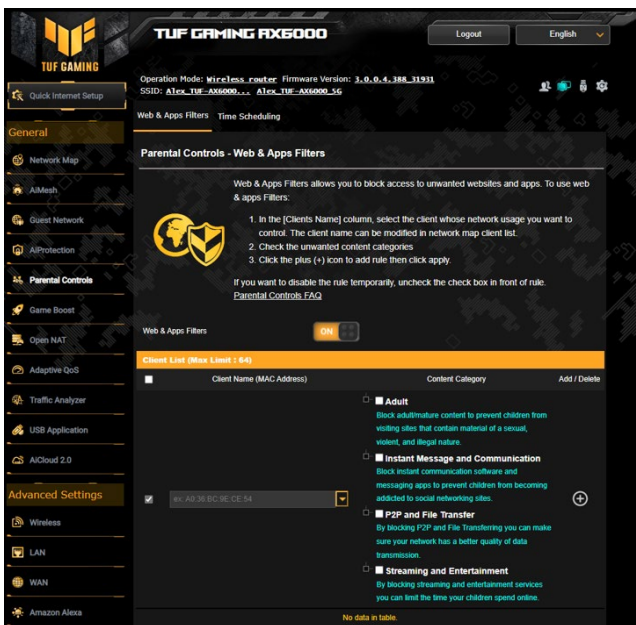 TUF GAMING
TUF GAMING AX6000
Logout
English
Operation Mode: Wireless router Firmware Version: 3.0.0.4.388_31931
SSID: Alex_TUF-AX6000... Alex_TUF-AX6000_5G
Quick Internet Setup
General
Network Map
AiMesh
Guest Network
AiProtection
Parental Controls
Game Boost
Open NAT
Adaptive QoS
Traffic Analyzer
USB Application
AiCloud 2.0
Advanced Settings
Wireless
LAN
WAN
Amazon Alexa
Web & Apps Filters Time Scheduling
Parental Controls - Web & Apps Filters
Web & Apps Filters allows you to block access to unwanted websites and apps. To use web
& apps Filters:
1. In the [Clients Name] column, select the client whose network usage you want to
control. The client name can be modified in network map client list.
2. Check the unwanted content categories
3. Click the plus (+) icon to add rule then click apply.
If you want to disable the rule temporarily, uncheck the check box in front of rule.
Parental Controls FAQ
Web & Apps Filters
ON
Client List (Max Limit : 64)
Client Name (MAC Address) Content Category Add / Delete
ex: A0:36:BC:9E:CE:54
Adult
Block adult/mature content to prevent children from
visiting sites that contain material of a sexual,
violent, and illegal nature.
Instant Message and Communication
Block instant communication software and
messaging apps to prevent children from becoming
addicted to social networking sites.
P2P and File Transfer
By blocking P2P and File Transferring you can make
sure your network has a better quality of data
transmission.
Streaming and Entertainment
By blocking streaming and entertainment services
you can limit the time your children spend online.
No data in table.